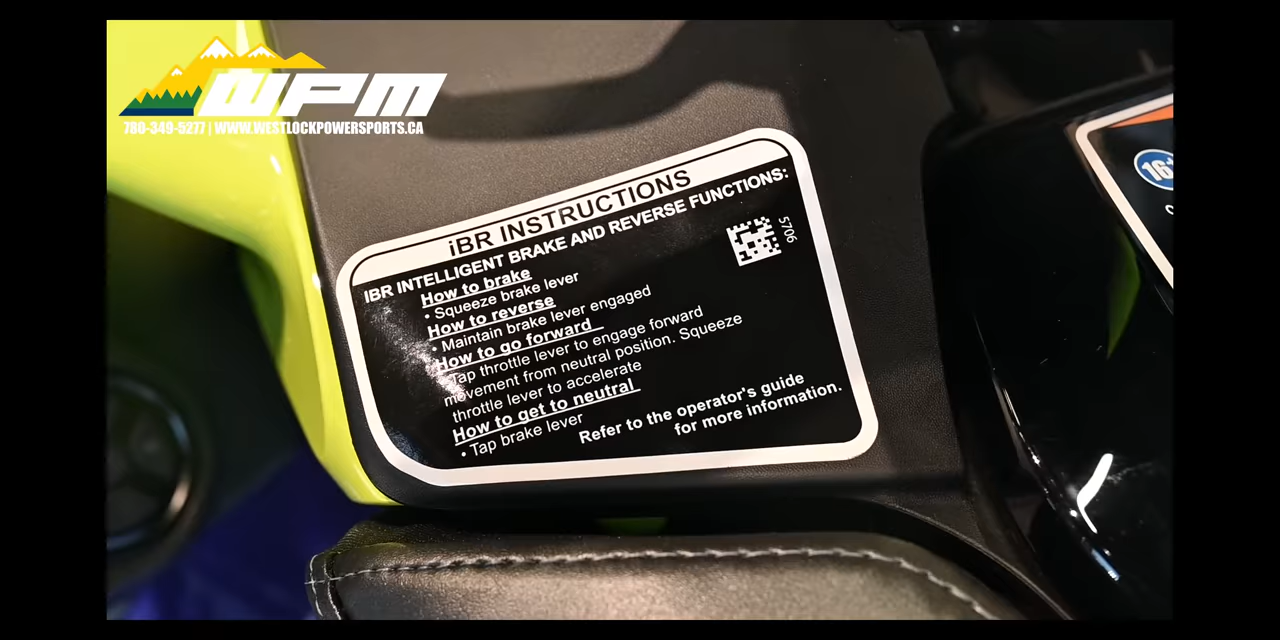 WPM
780-349-5277 | WWW.WESTLOCKPOWERSPORTS.CA
iBR INSTRUCTIONS
IBR INTELLIGENT BRAKE AND REVERSE FUNCTIONS:
5706
How to brake
• Squeeze brake lever
How to reverse
• Maintain brake lever engaged
How to go forward
Tap throttle lever to engage forward
movement from neutral position. Squeeze
throttle lever to accelerate
How to get to neutral
• Tap brake lever
Refer to the operator's guide
for more information.
16+